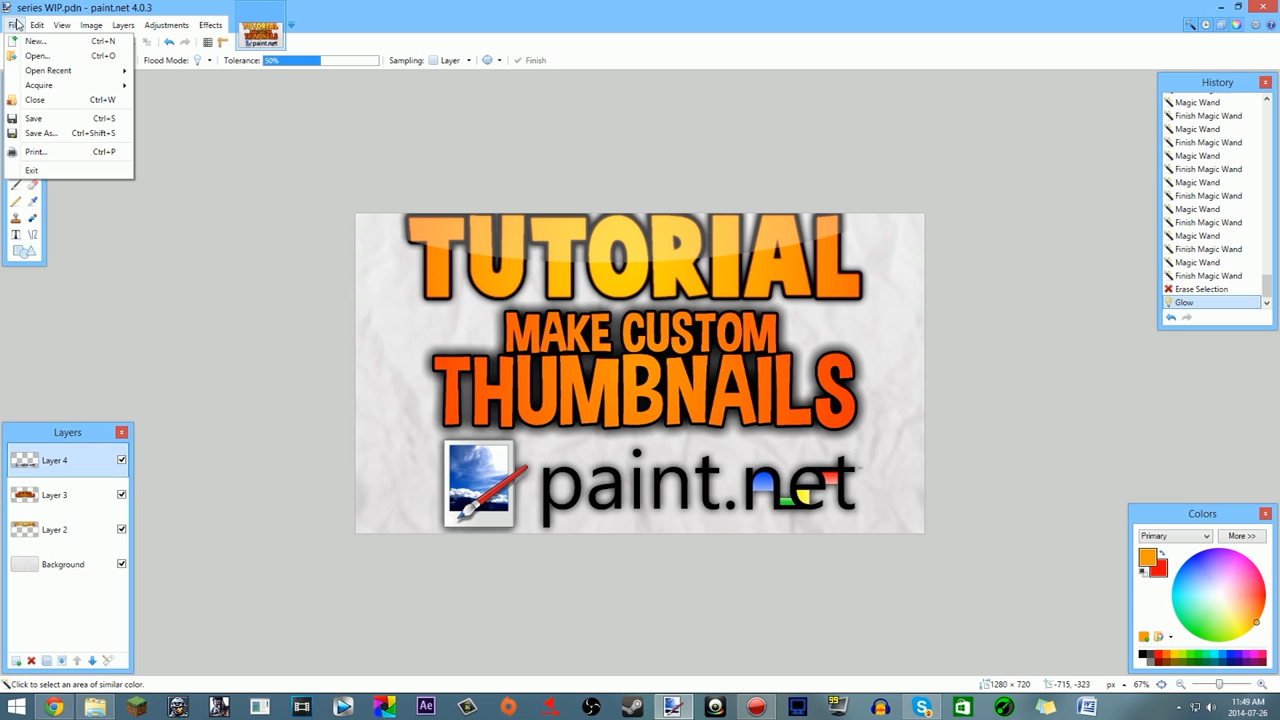 series WIP.pdn - paint.net 4.0.3
File Edit View Image Layers Adjustments Effects
New... Ctrl+N
Open... Ctrl+O
Open Recent
Acquire
Close Ctrl+W
Save Ctrl+S
Save As... Ctrl+Shift+S
Print... Ctrl+P
Exit
Flood Mode: Tolerance: 50% Sampling: Layer Finish
TUTORIAL
MAKE CUSTOM
THUMBNAILS
paint.net
History
Magic Wand
Finish Magic Wand
Magic Wand
Finish Magic Wand
Magic Wand
Finish Magic Wand
Magic Wand
Finish Magic Wand
Magic Wand
Finish Magic Wand
Magic Wand
Finish Magic Wand
Magic Wand
Finish Magic Wand
Erase Selection
Glow
Layers
Layer 4
Layer 3
Layer 2
Background
Colors
Primary More >>
Click to select an area of similar color.
1280 × 720 -715, -323 px 67%
Ae 99
11:49 AM
2014-07-26